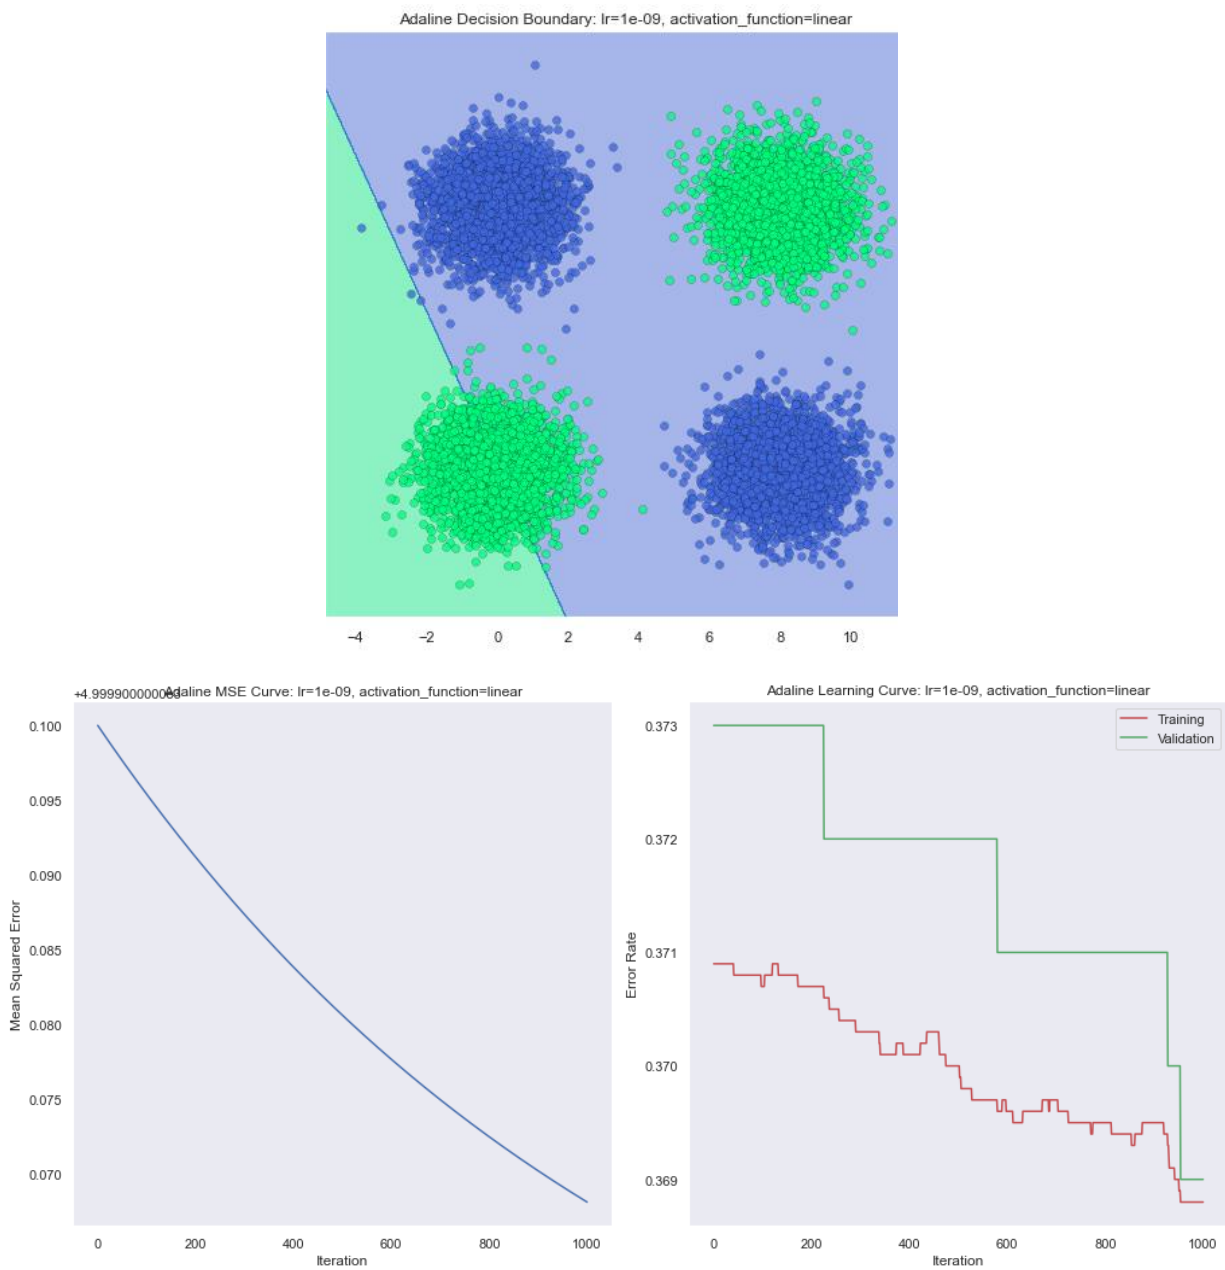 Adaline Decision Boundary: lr=1e-09, activation_function=linear
−4 −2 0 2 4 6 8 10
Adaline MSE Curve: lr=1e-09, activation_function=linear
0.100
0.095
0.090
0.085
0.080
0.075
0.070
Mean Squared Error
0 200 400 600 800 1000
Iteration
Adaline Learning Curve: lr=1e-09, activation_function=linear
Training
Validation
0.373
0.372
0.371
0.370
0.369
Error Rate
0 200 400 600 800 1000
Iteration